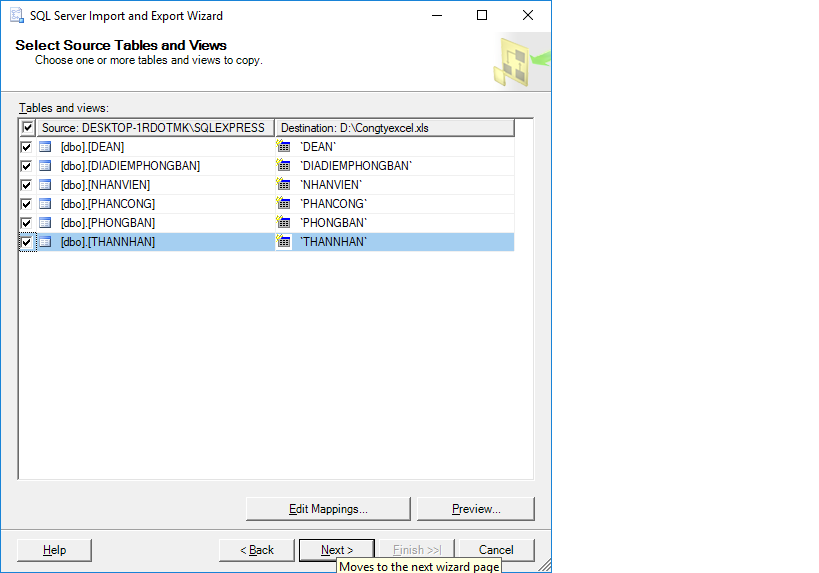 SQL Server Import and Export Wizard
Select Source Tables and Views
Choose one or more tables and views to copy.
Tables and views:
Source: DESKTOP-1RDOTMK\SQLEXPRESS Destination: D:\Congtyexcel.xls
[dbo].[DEAN] `DEAN`
[dbo].[DIADIEMPHONGBAN] `DIADIEMPHONGBAN`
[dbo].[NHANVIEN] `NHANVIEN`
[dbo].[PHANCONG] `PHANCONG`
[dbo].[PHONGBAN] `PHONGBAN`
[dbo].[THANNHAN] `THANNHAN`
Edit Mappings... Preview...
Help < Back Next > Finish >>| Cancel
Moves to the next wizard page